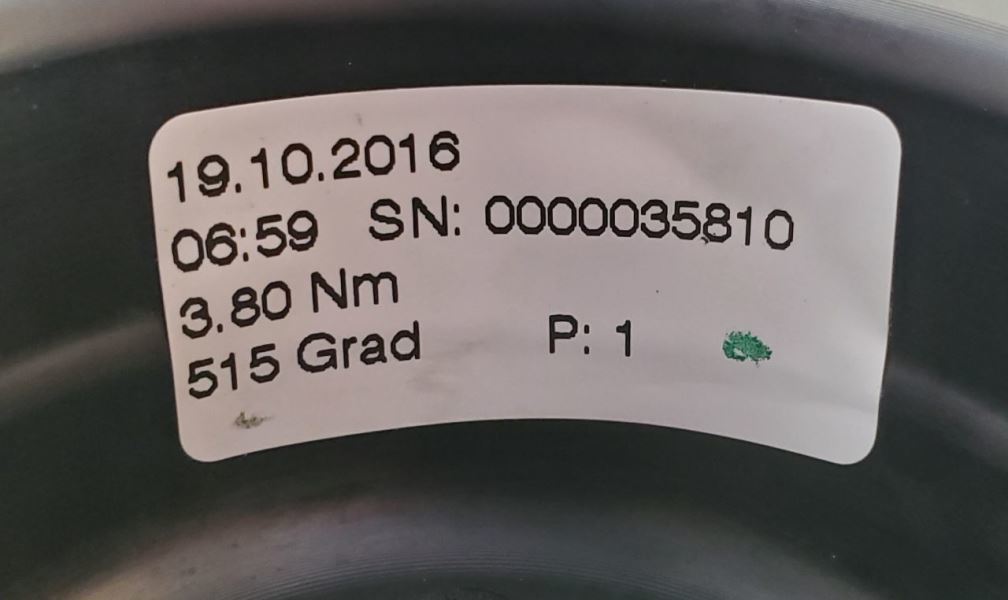 19.10.2016
06:59 SN: 0000035810
3.80 Nm
515 Grad P: 1